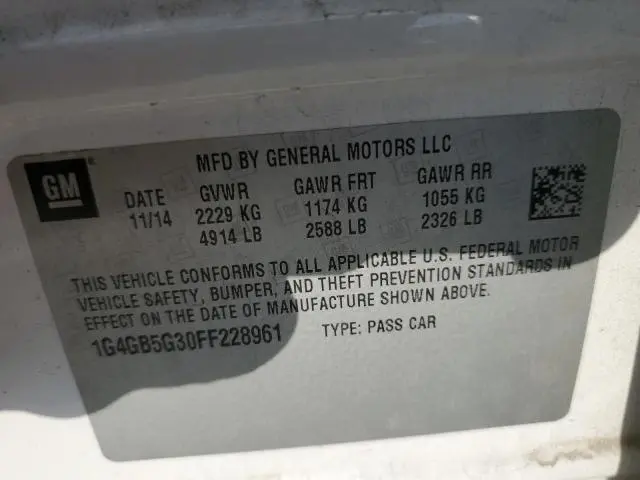 MFD BY GENERAL MOTORS LLC
GM
DATE GVWR GAWR FRT GAWR RR
11/14 2229 KG 1174 KG 1055 KG
4914 LB 2588 LB 2326 LB
THIS VEHICLE CONFORMS TO ALL APPLICABLE U.S. FEDERAL MOTOR
VEHICLE SAFETY, BUMPER, AND THEFT PREVENTION STANDARDS IN
EFFECT ON THE DATE OF MANUFACTURE SHOWN ABOVE.
1G4GB5G30FF228961 TYPE: PASS CAR